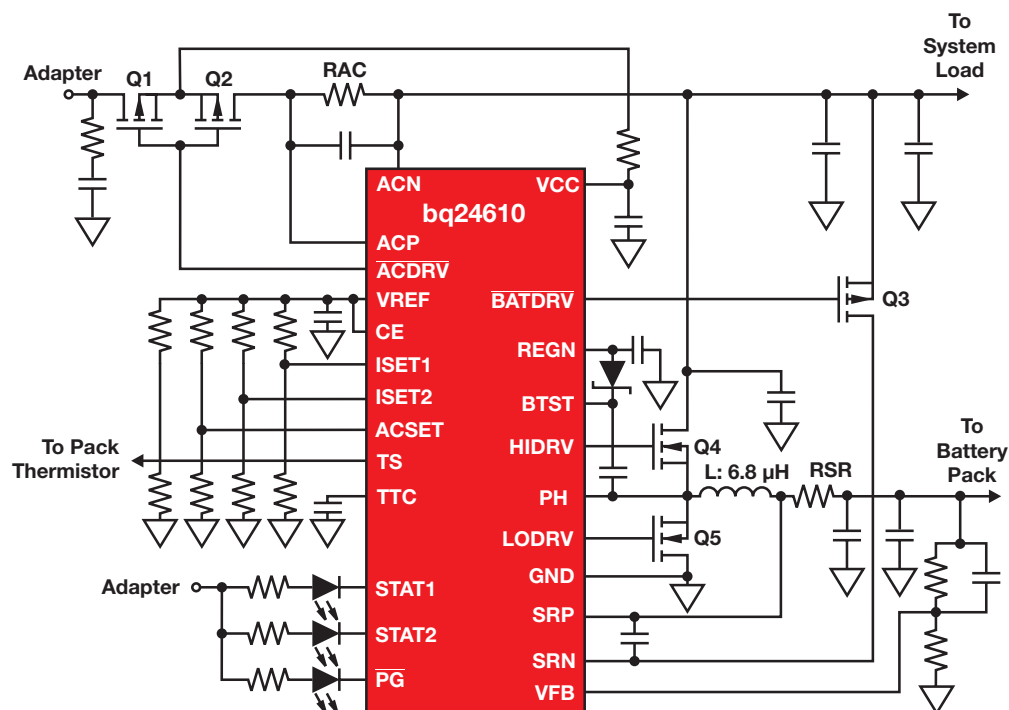 To
System
Load
Adapter
Q1
Q2
RAC
ACN
VCC
bq24610
ACP
ACDRV
VREF
BATDRV
Q3
CE
REGN
ISET1
ISET2
BTST
ACSET
HIDRV
Q4
To Pack
Thermistor
TS
L: 6.8 µH
RSR
To
Battery
Pack
TTC
PH
LODRV
Q5
GND
Adapter
STAT1
SRP
STAT2
SRN
PG
VFB